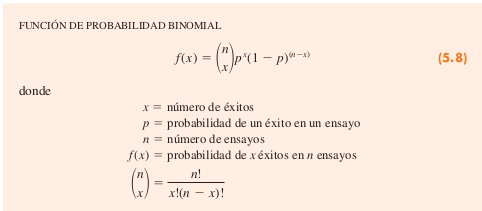 FUNCIÓN DE PROBABILIDAD BINOMIAL
f(x) = (n x) pˣ(1 − p)⁽ⁿ⁻ˣ⁾ (5.8)
donde
x = número de éxitos
p = probabilidad de un éxito en un ensayo
n = número de ensayos
f(x) = probabilidad de x éxitos en n ensayos
(n x) = n! / x!(n − x)!